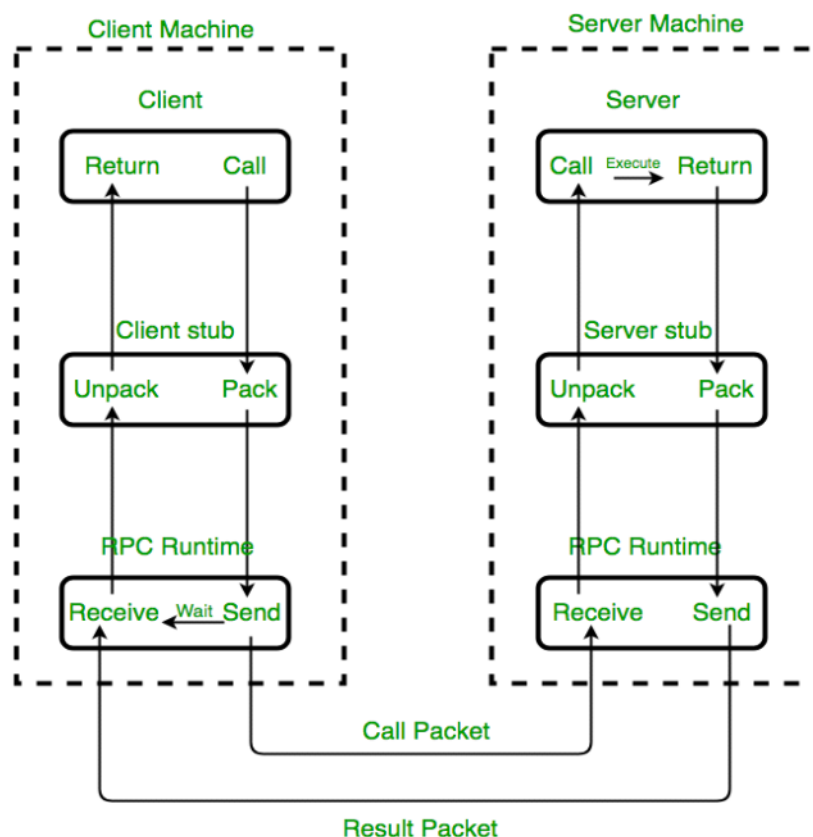 Client Machine
Server Machine
Client
Server
Return Call
Call Execute Return
Client stub
Server stub
Unpack Pack
Unpack Pack
RPC Runtime
RPC Runtime
Receive Wait Send
Receive Send
Call Packet
Result Packet